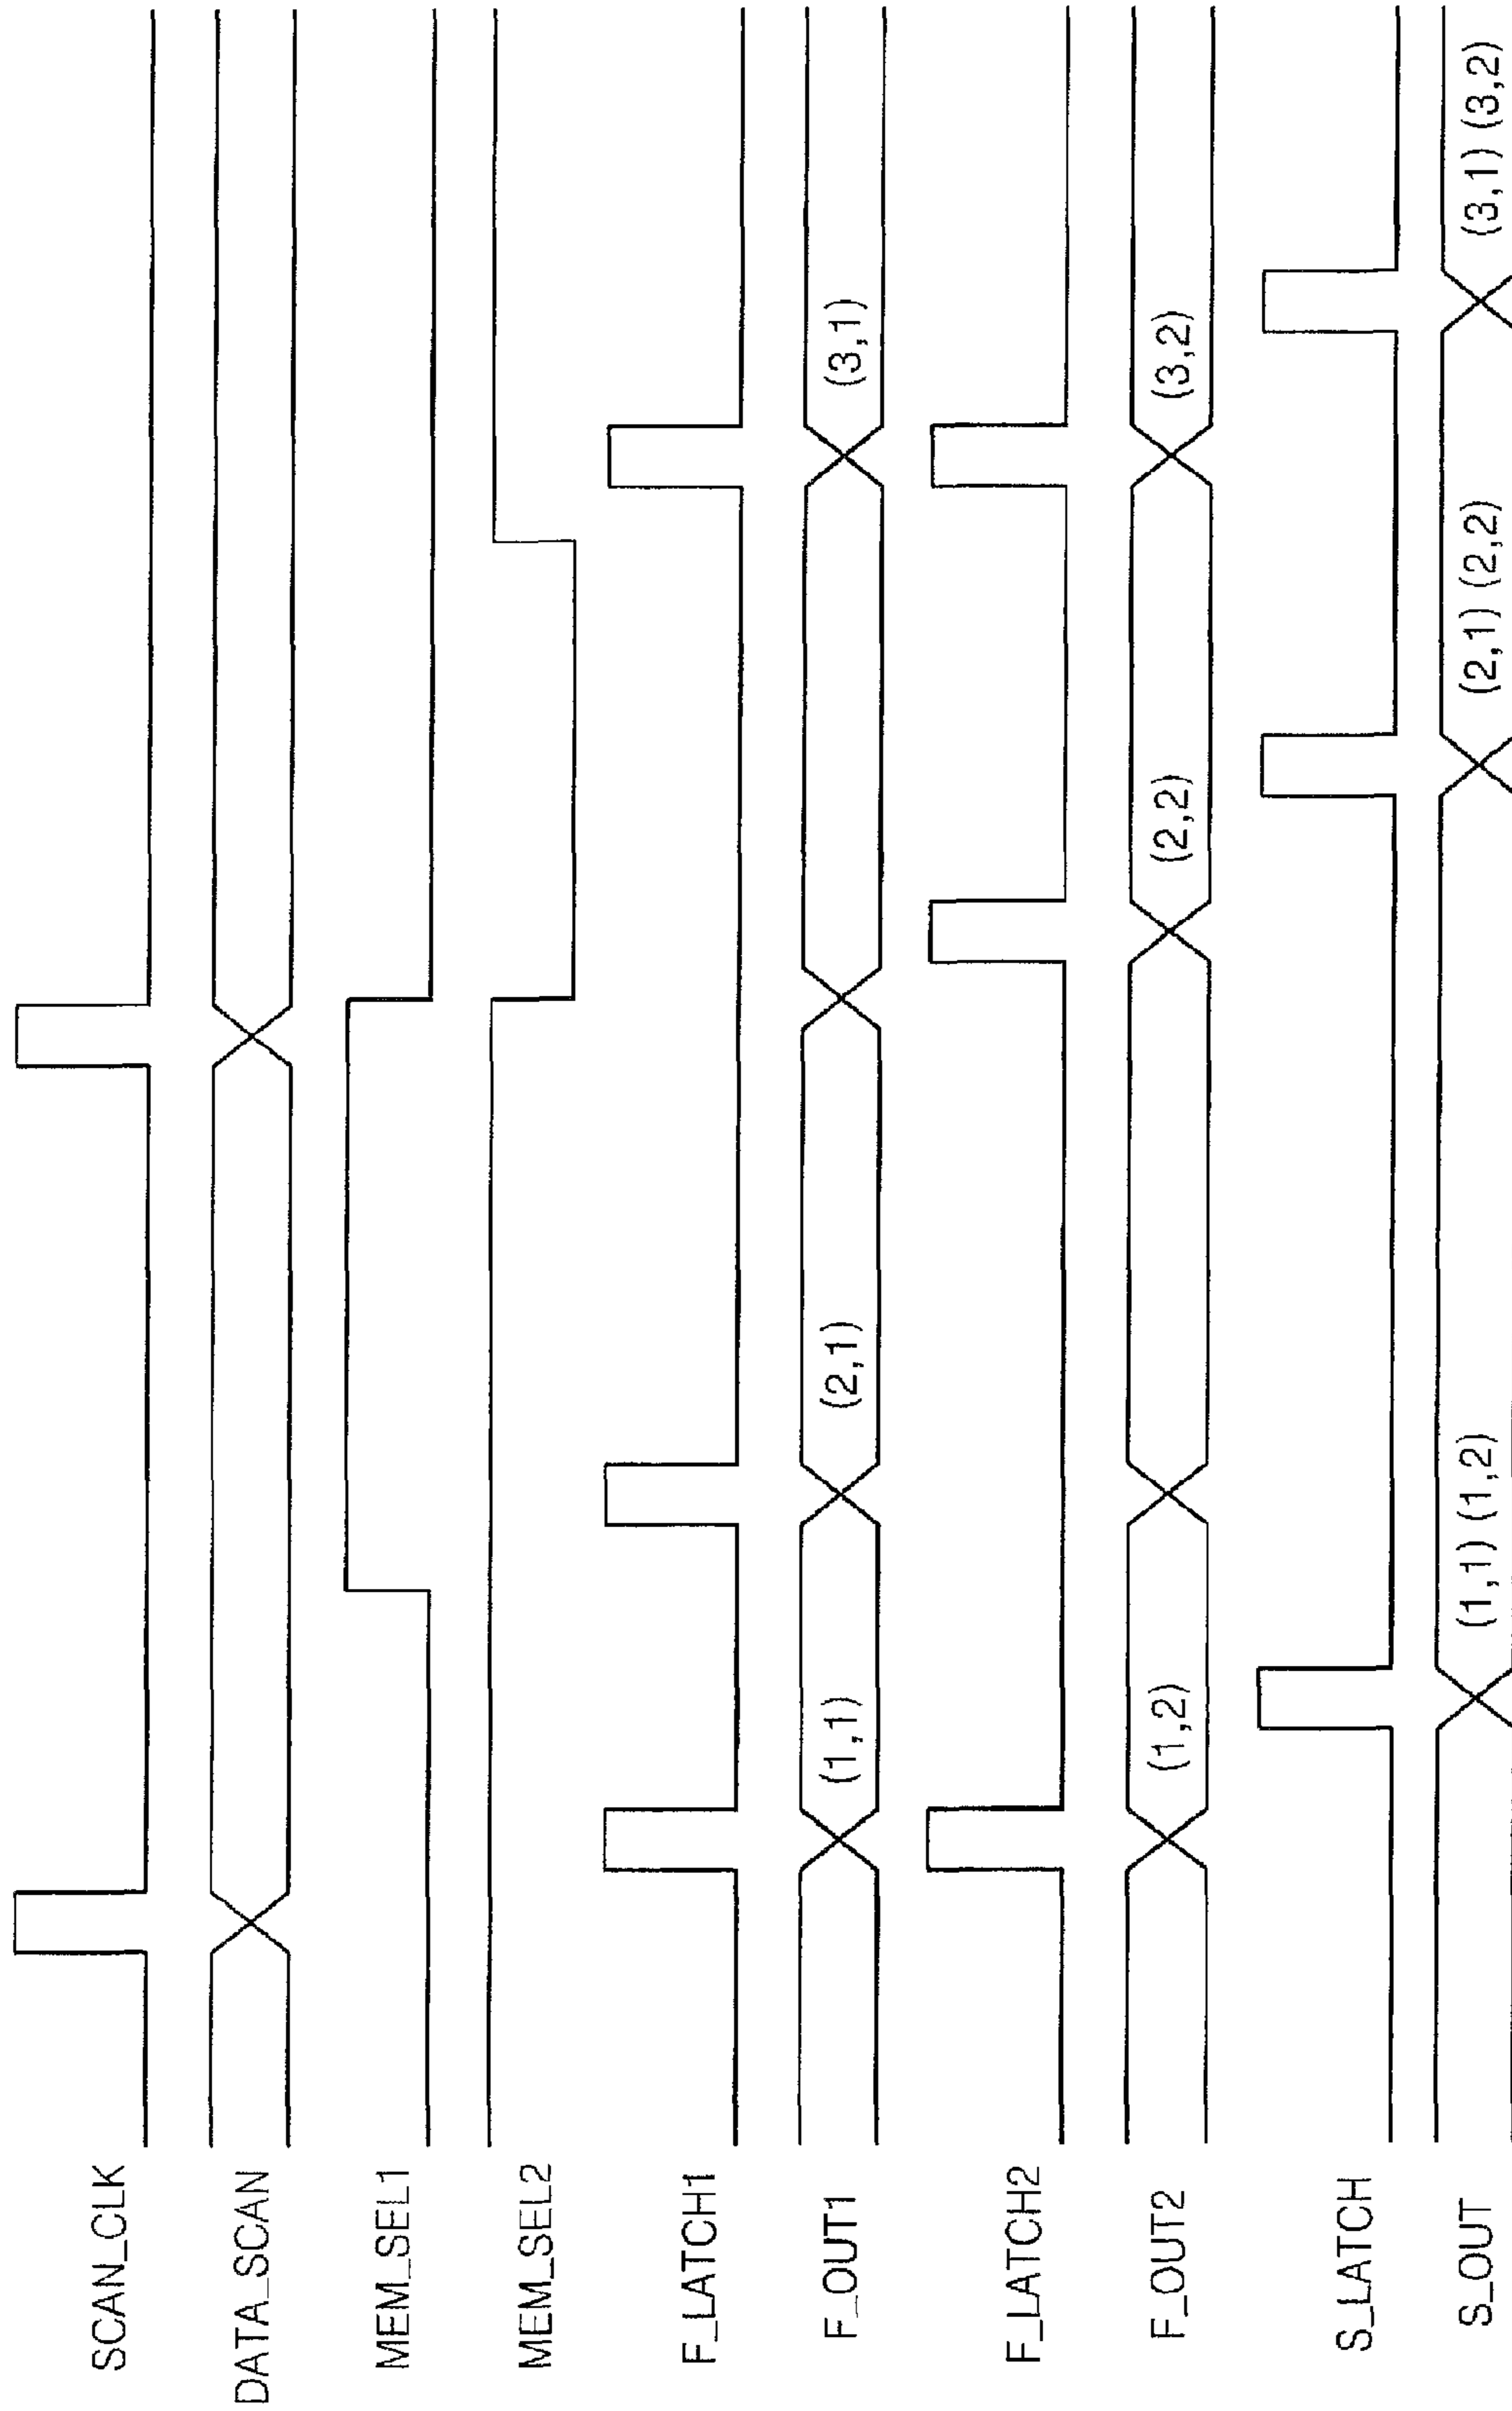 SCAN_CLK
DATA_SCAN
MEM_SEL1
MEM_SEL2
F_LATCH1
F_OUT1 (1,1) (2,1) (3,1)
F_LATCH2
F_OUT2 (1,2) (2,2) (3,2)
S_LATCH
S_OUT (1,1) (1,2) (2,1) (2,2) (3,1) (3,2)